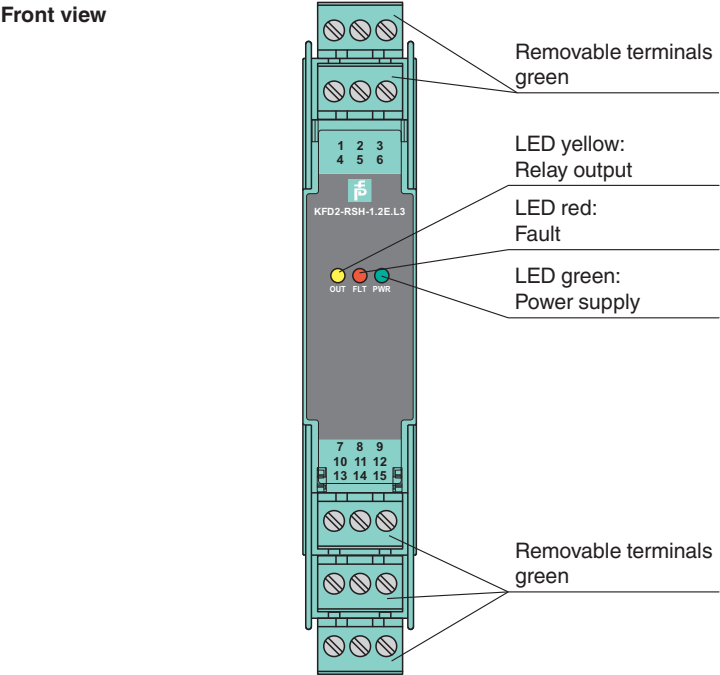 Front view
Removable terminals
green
1 2 3
4 5 6
LED yellow:
Relay output
KFD2-RSH-1.2E.L3
LED red:
Fault
OUT FLT PWR
LED green:
Power supply
7 8 9
10 11 12
13 14 15
Removable terminals
green